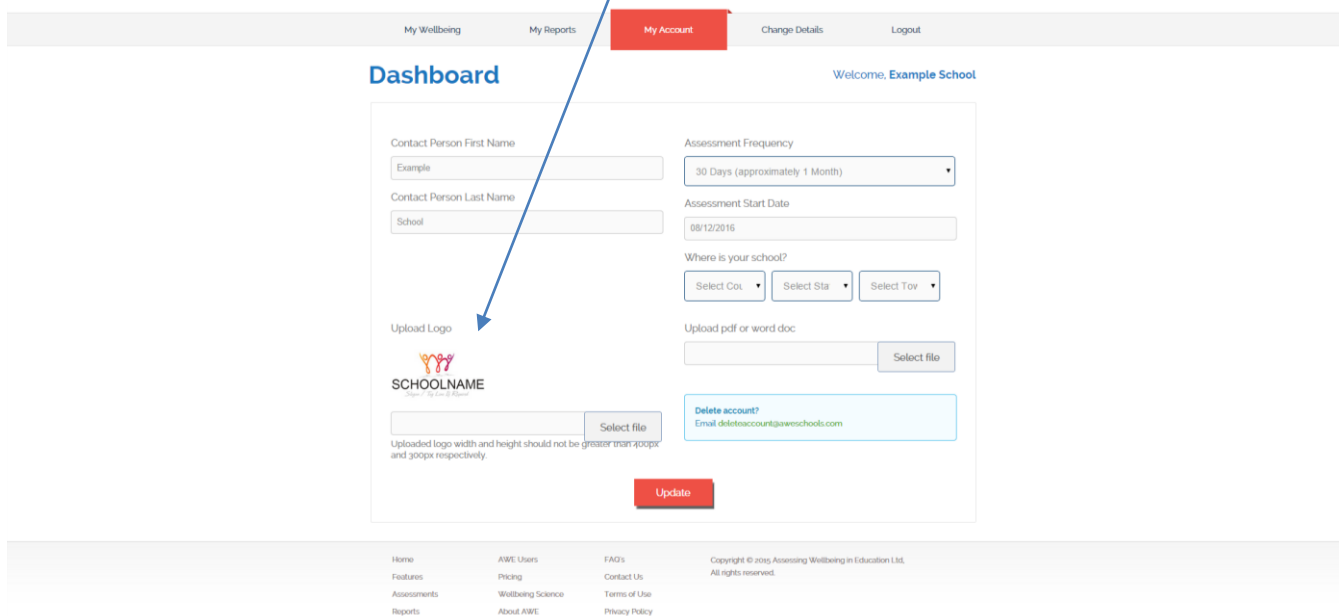 My Wellbeing My Reports My Account Change Details Logout
Dashboard
Welcome, Example School
Contact Person First Name
Example
Contact Person Last Name
School
Assessment Frequency
30 Days (approximately 1 Month)
Assessment Start Date
08/12/2016
Where is your school?
Select Cou Select Sta Select Tov
Upload Logo
SCHOOLNAME
Select file
Uploaded logo width and height should not be greater than 400px
and 300px respectively.
Upload pdf or word doc
Select file
Delete account?
Email deleteaccount@aweschools.com
Update
Home AWE Users FAQ's
Features Pricing Contact Us
Assessments Wellbeing Science Terms of Use
Reports About AWE Privacy Policy
Copyright © 2015 Assessing Wellbeing in Education Ltd,
All rights reserved.